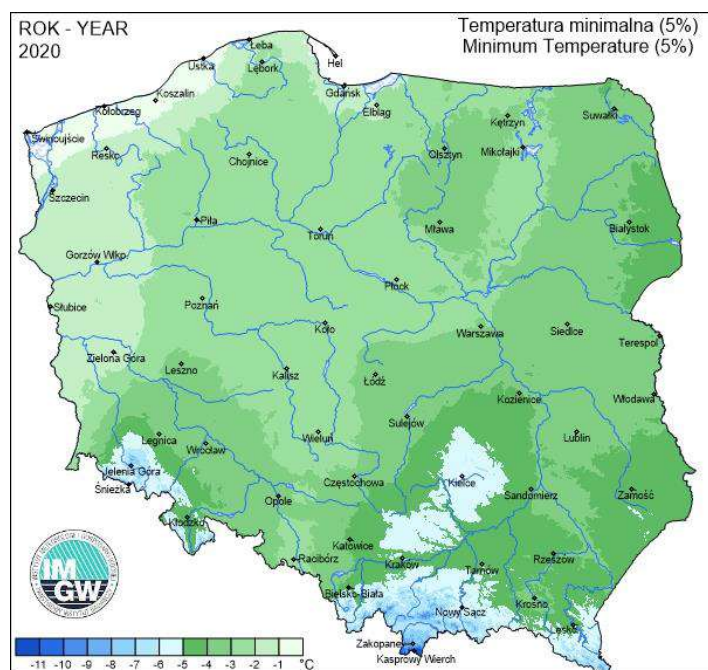 ROK - YEAR
2020
Temperatura minimalna (5%)
Minimum Temperature (5%)
Łeba
Hel
Ustka
Lębork
Gdańsk
Koszalin
Kołobrzeg
Elbląg
Kętrzyn
Suwałki
Świnoujście
Resko
Chojnice
Olsztyn
Mikołajki
Szczecin
Piła
Toruń
Mława
Białystok
Gorzów Wlkp.
Płock
Słubice
Poznań
Koło
Warszawa
Siedlce
Terespol
Zielona Góra
Leszno
Kalisz
Łódź
Kozienice
Włodawa
Sulejów
Legnica
Wrocław
Wieluń
Lublin
Jelenia Góra
Śnieżka
Opole
Częstochowa
Kielce
Sandomierz
Zamość
Kłodzko
Racibórz
Katowice
Kraków
Tarnów
Rzeszów
Bielsko-Biała
Nowy Sącz
Krosno
Lesko
Zakopane
Kasprowy Wierch
IM
GW
-11 -10 -9 -8 -7 -6 -5 -4 -3 -2 -1 °C